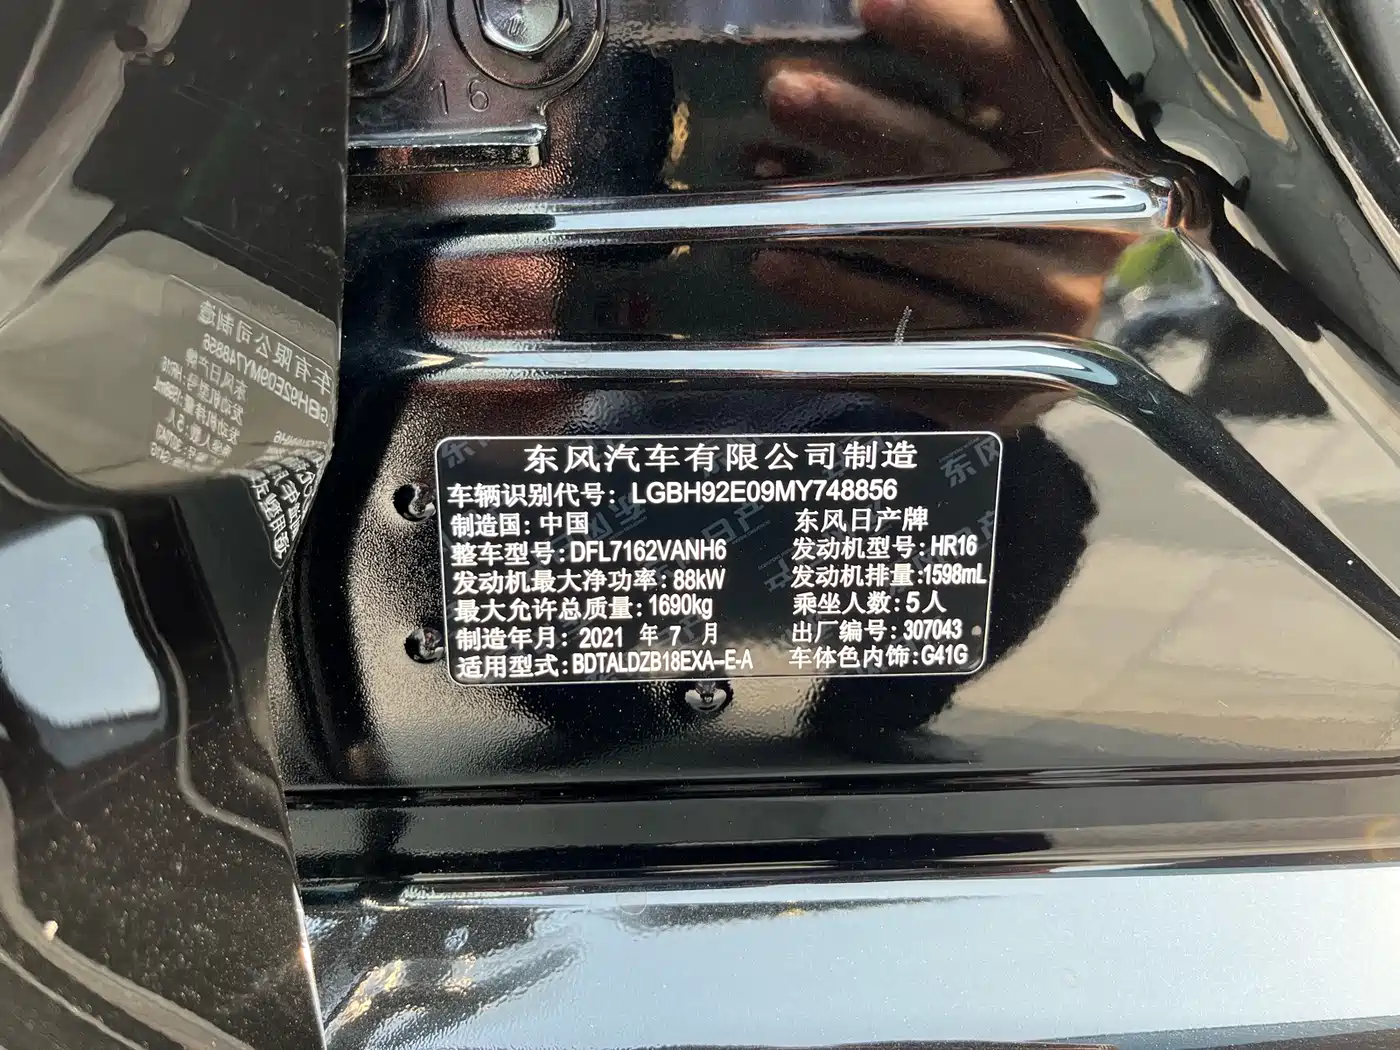 16
东风汽车有限公司制造
车辆识别代号: LGBH92E09MY748856
制造国: 中国 东风日产牌
整车型号: DFL7162VANH6 发动机型号: HR16
发动机最大净功率: 88kW 发动机排量: 1598mL
最大允许总质量: 1690kg 乘坐人数: 5人
制造年月: 2021 年 7 月 出厂编号: 307043
适用型式: BDTALDZB18EXA-E-A 车体色内饰: G41G